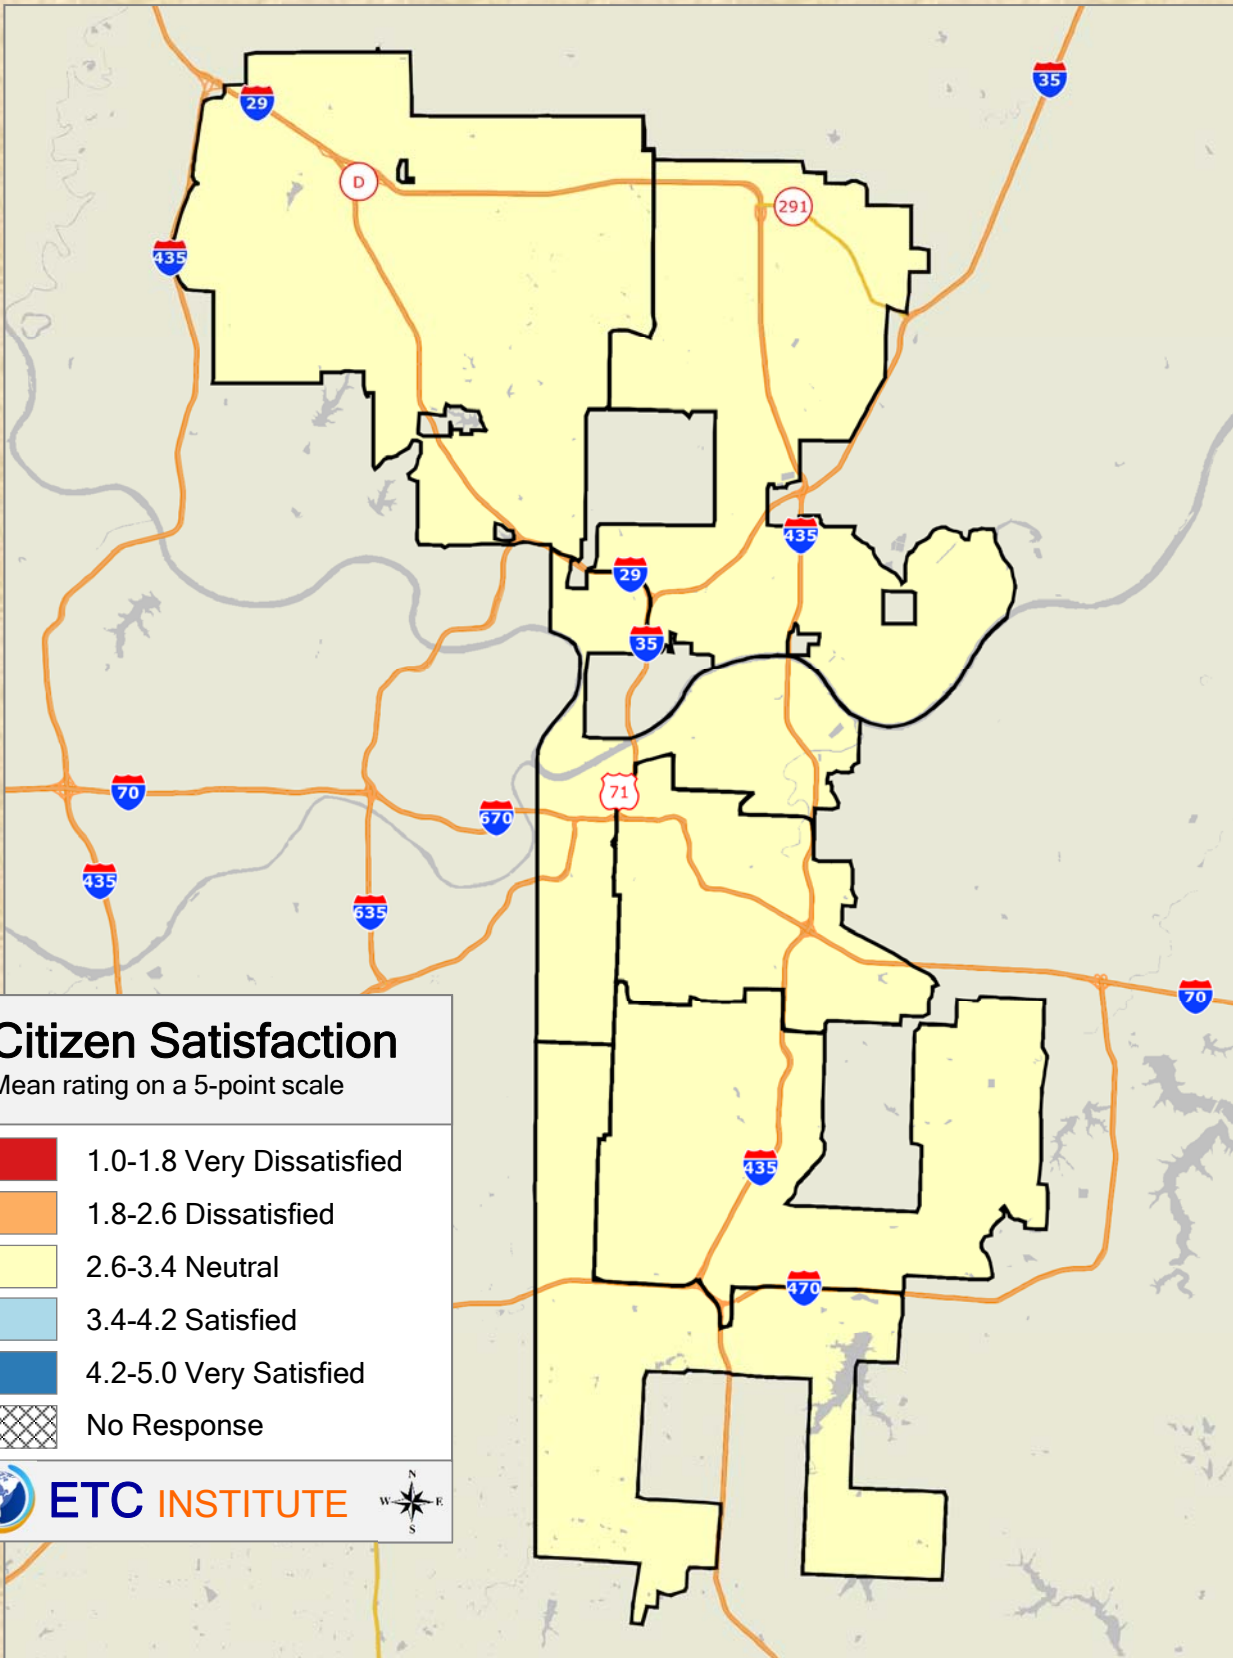 35
29
D
291
435
435
29
35
70
71
670
435
635
70
Citizen Satisfaction
Mean rating on a 5-point scale
435
1.0-1.8 Very Dissatisfied
1.8-2.6 Dissatisfied
2.6-3.4 Neutral
470
3.4-4.2 Satisfied
4.2-5.0 Very Satisfied
No Response
ETC INSTITUTE
N
W E
S